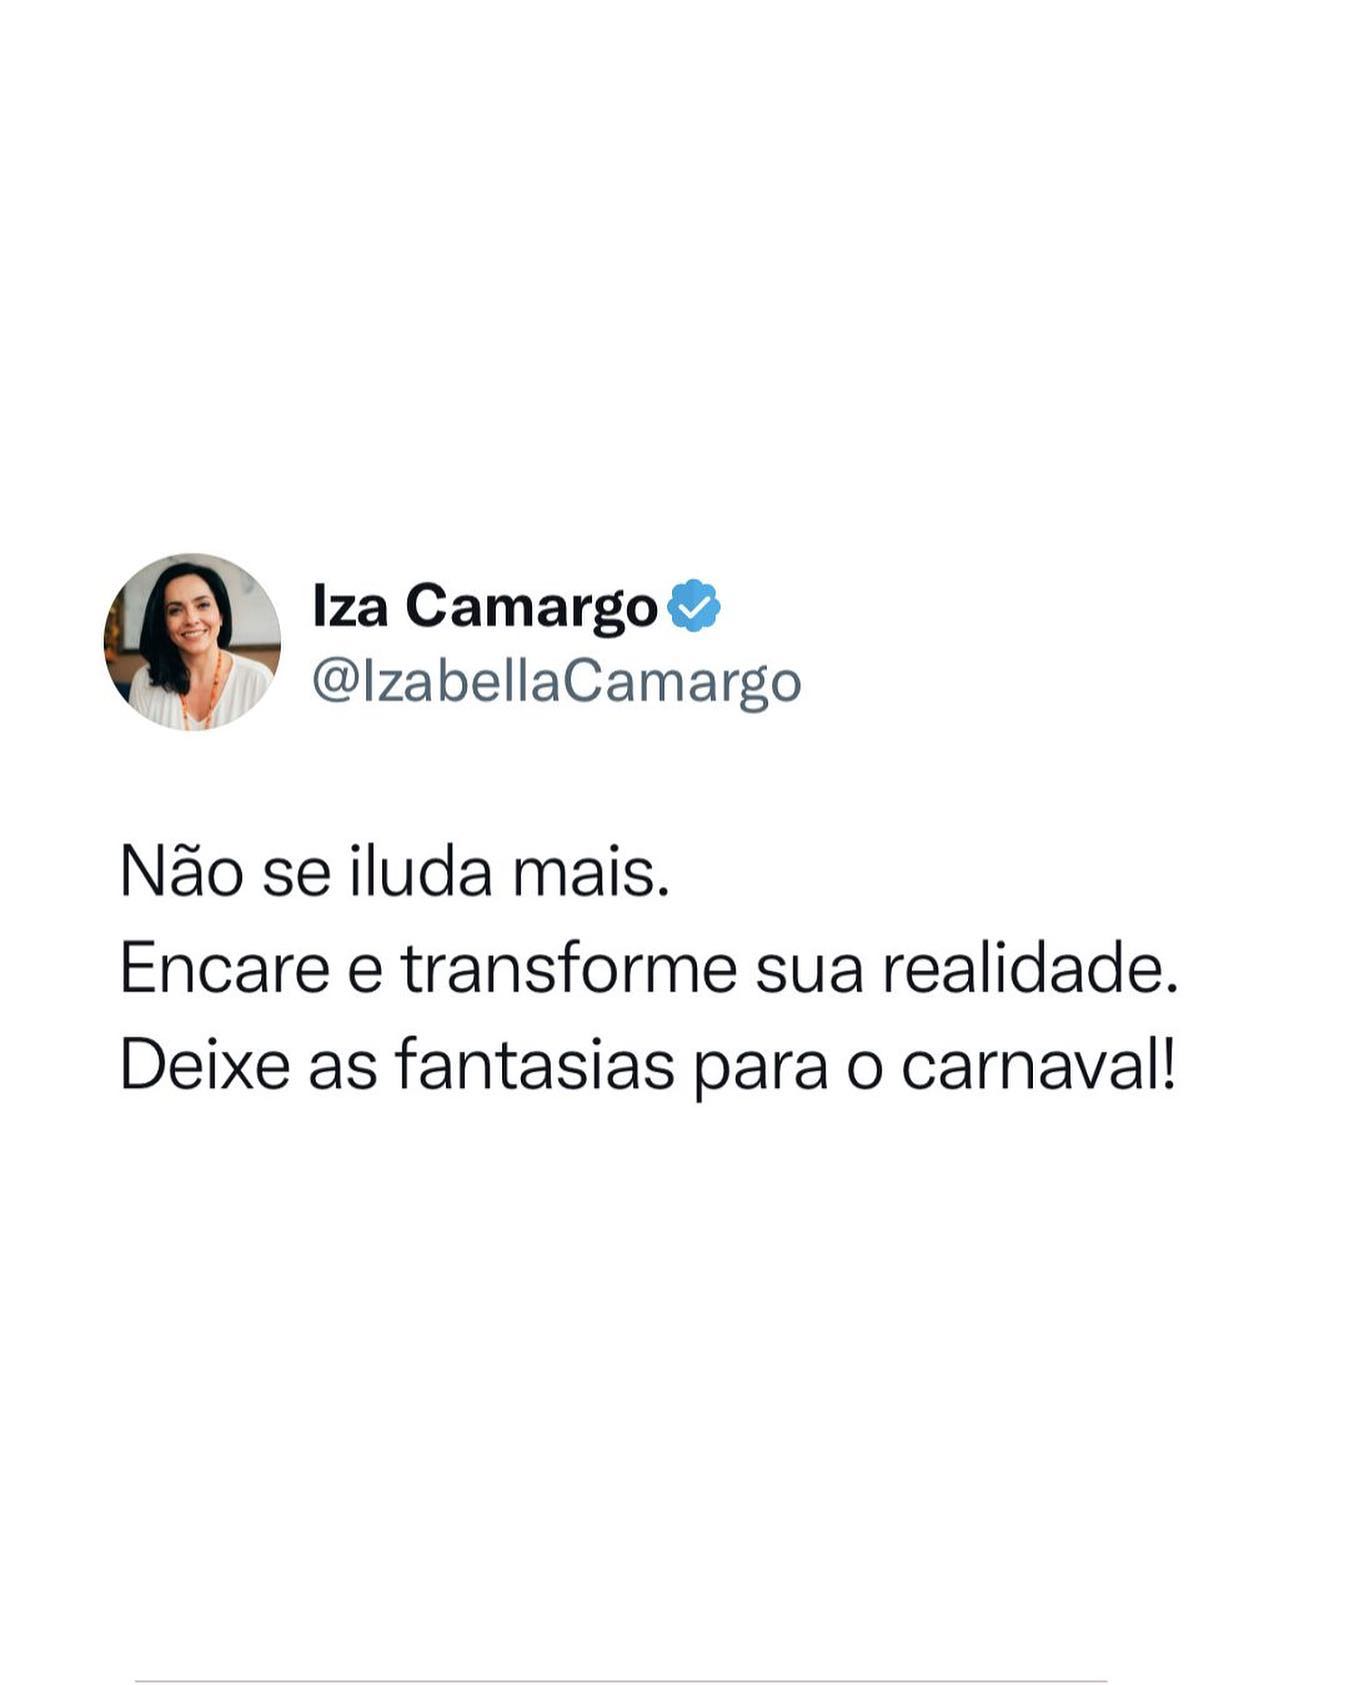 Iza Camargo
@IzabellaCamargo
Não se iluda mais.
Encare e transforme sua realidade.
Deixe as fantasias para o carnaval!